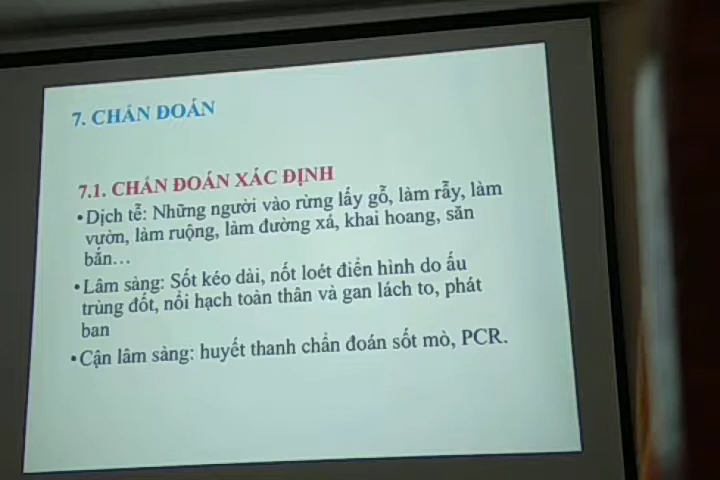 7. CHẨN ĐOÁN
7.1. CHẨN ĐOÁN XÁC ĐỊNH
•Dịch tễ: Những người vào rừng lấy gỗ, làm rẫy, làm
vườn, làm ruộng, làm đường xá, khai hoang, săn
bắn…
•Lâm sàng: Sốt kéo dài, nốt loét điển hình do ấu
trùng đốt, nổi hạch toàn thân và gan lách to, phát
ban
•Cận lâm sàng: huyết thanh chẩn đoán sốt mò, PCR.